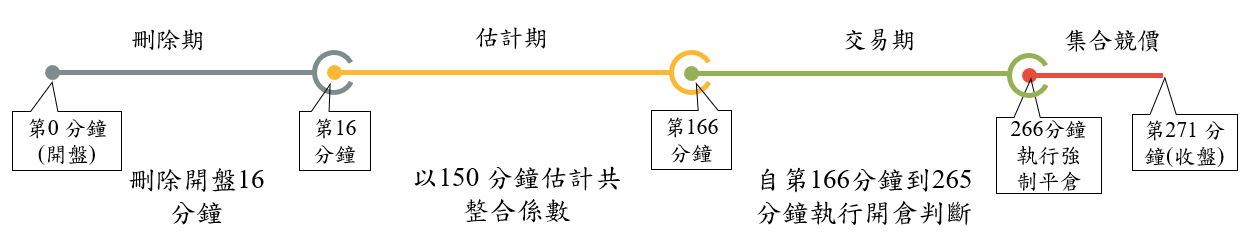 刪除期
估計期
交易期
集合競價
第0 分鐘
(開盤)
第16
分鐘
第166
分鐘
266分鐘
執行強
制平倉
第271 分
鐘(收盤)
刪除開盤16
分鐘
以150 分鐘估計共
整合係數
自第166分鐘到265
分鐘執行開倉判斷